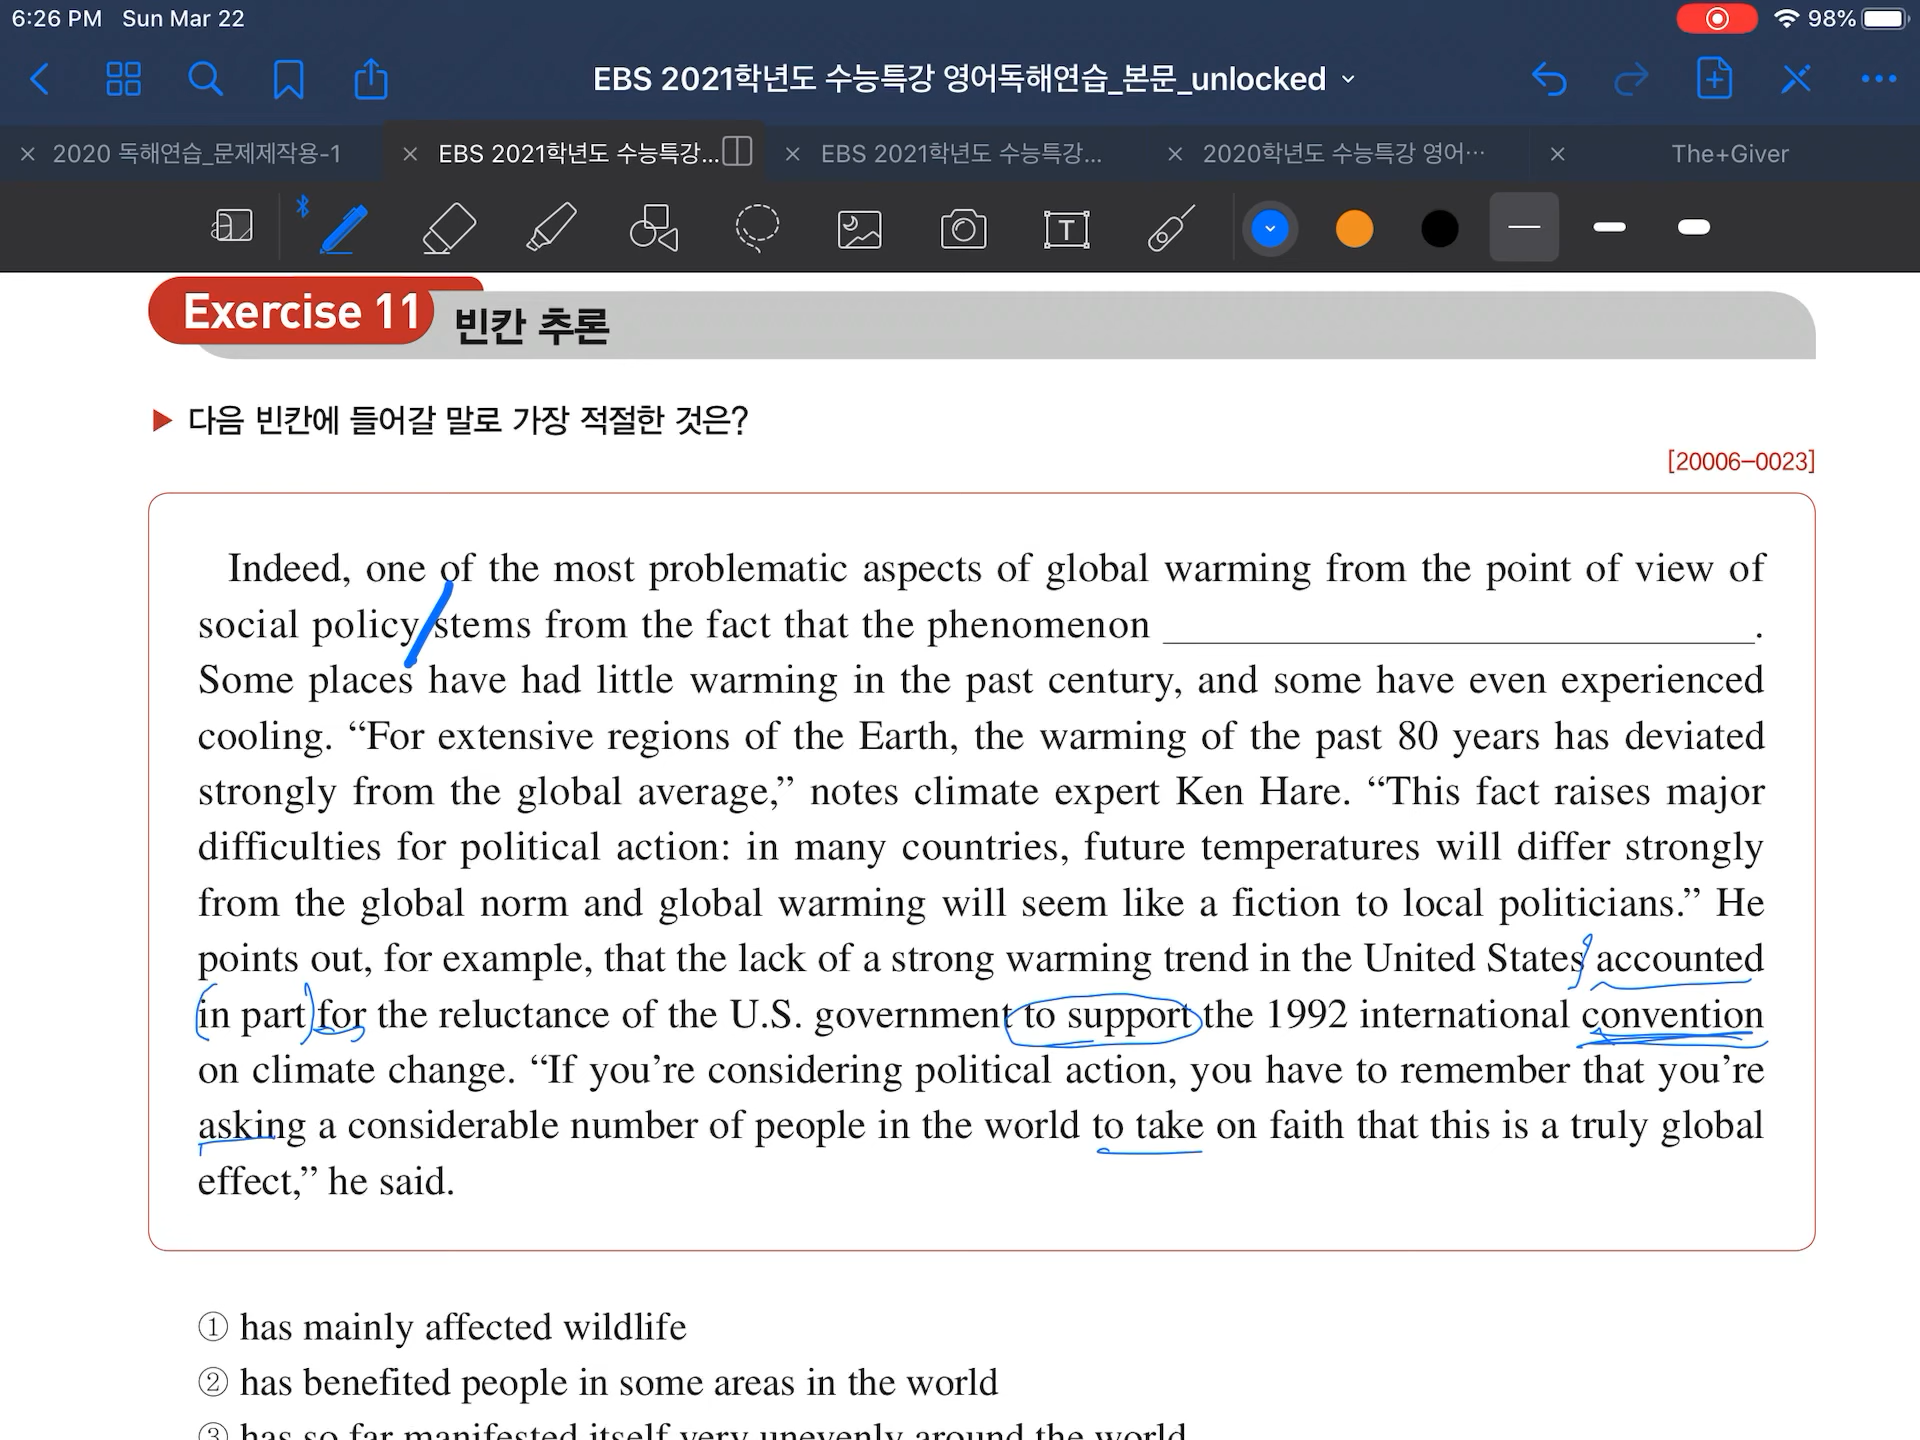 6:26 PM Sun Mar 22
98%
EBS 2021학년도 수능특강 영어독해연습_본문_unlocked
2020 독해연습_문제제작용-1
EBS 2021학년도 수능특강...
EBS 2021학년도 수능특강...
2020학년도 수능특강 영어...
The+Giver
T
Exercise 11 빈칸 추론
▶ 다음 빈칸에 들어갈 말로 가장 적절한 것은?
[20006-0023]
Indeed, one of the most problematic aspects of global warming from the point of view of
social policy stems from the fact that the phenomenon ______________________________.
Some places have had little warming in the past century, and some have even experienced
cooling. “For extensive regions of the Earth, the warming of the past 80 years has deviated
strongly from the global average,” notes climate expert Ken Hare. “This fact raises major
difficulties for political action: in many countries, future temperatures will differ strongly
from the global norm and global warming will seem like a fiction to local politicians.” He
points out, for example, that the lack of a strong warming trend in the United States accounted
in part for the reluctance of the U.S. government to support the 1992 international convention
on climate change. “If you’re considering political action, you have to remember that you’re
asking a considerable number of people in the world to take on faith that this is a truly global
effect,” he said.
① has mainly affected wildlife
② has benefited people in some areas in the world
③ has so far manifested itself very unevenly around the world